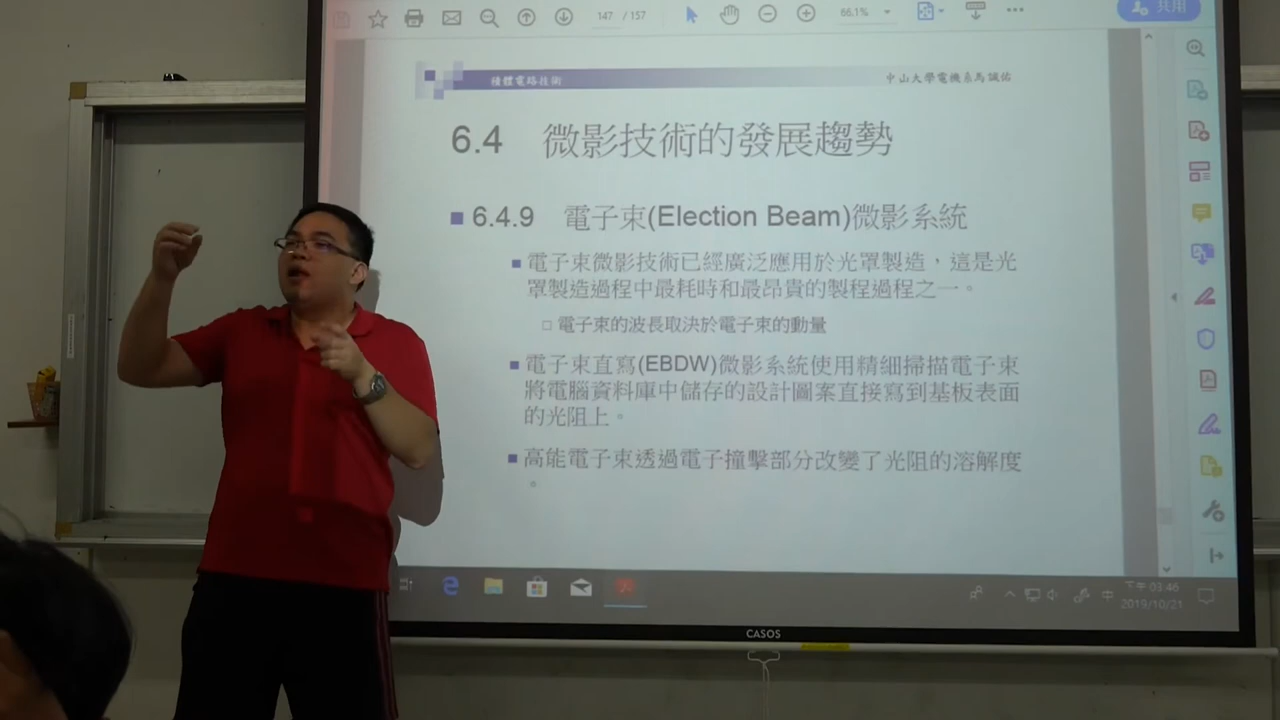 147 / 157
66.1%
共用
積體電路技術
中山大學電機系馬誠佑
6.4 微影技術的發展趨勢
6.4.9 電子束(Election Beam)微影系統
電子束微影技術已經廣泛應用於光罩製造，這是光
罩製造過程中最耗時和最昂貴的製程過程之一。
電子束的波長取決於電子束的動量
電子束直寫(EBDW)微影系統使用精細掃描電子束
將電腦資料庫中儲存的設計圖案直接寫到基板表面
的光阻上。
高能電子束透過電子撞擊部分改變了光阻的溶解度
。
中
下午 03:46
2019/10/21
CASOS